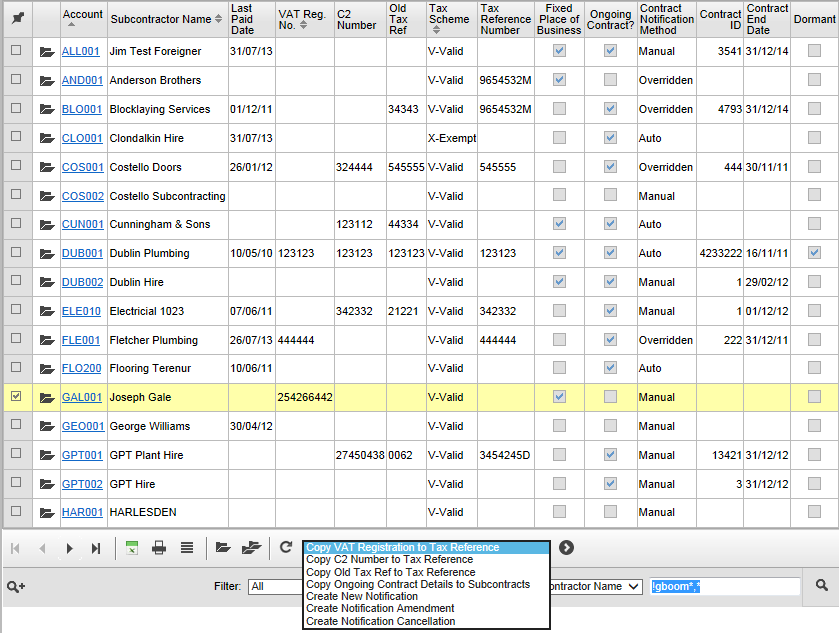 Account Subcontractor Name Last Paid Date VAT Reg. No. C2 Number Old Tax Ref Tax Scheme Tax Reference Number Fixed Place of Business Ongoing Contract? Contract Notification Method Contract ID Contract End Date Dormant
ALL001 Jim Test Foreigner 31/07/13 V-Valid Manual 3541 31/12/14
AND001 Anderson Brothers V-Valid 9654532M Overridden
BLO001 Blocklaying Services 01/12/11 34343 V-Valid 9654532M Overridden 4793 31/12/14
CLO001 Clondalkin Hire 31/07/13 X-Exempt Auto
COS001 Costello Doors 26/01/12 324444 545555 V-Valid 545555 Overridden 444 30/11/11
COS002 Costello Subcontracting V-Valid Manual
CUN001 Cunningham & Sons 123112 44334 V-Valid Auto
DUB001 Dublin Plumbing 10/05/10 123123 123123 123123 V-Valid 123123 Auto 4233222 16/11/11
DUB002 Dublin Hire V-Valid Manual 1 29/02/12
ELE010 Electricial 1023 07/06/11 342332 21221 V-Valid 342332 Manual 1 01/12/12
FLE001 Fletcher Plumbing 26/07/13 444444 V-Valid 444444 Overridden 222 31/12/11
FLO200 Flooring Terenur 10/06/11 V-Valid Auto
GAL001 Joseph Gale 254266442 V-Valid Manual
GEO001 George Williams 30/04/12 V-Valid Manual
GPT001 GPT Plant Hire 27450438 0062 V-Valid 3454245D Manual 13421 31/12/12
GPT002 GPT Hire V-Valid Manual 3 31/12/12
HAR001 HARLESDEN V-Valid Manual
Copy VAT Registration to Tax Reference
Copy C2 Number to Tax Reference
Copy Old Tax Ref to Tax Reference
Copy Ongoing Contract Details to Subcontracts
Create New Notification
Create Notification Amendment
Create Notification Cancellation
Filter: All ontractor Name !gboom*,*